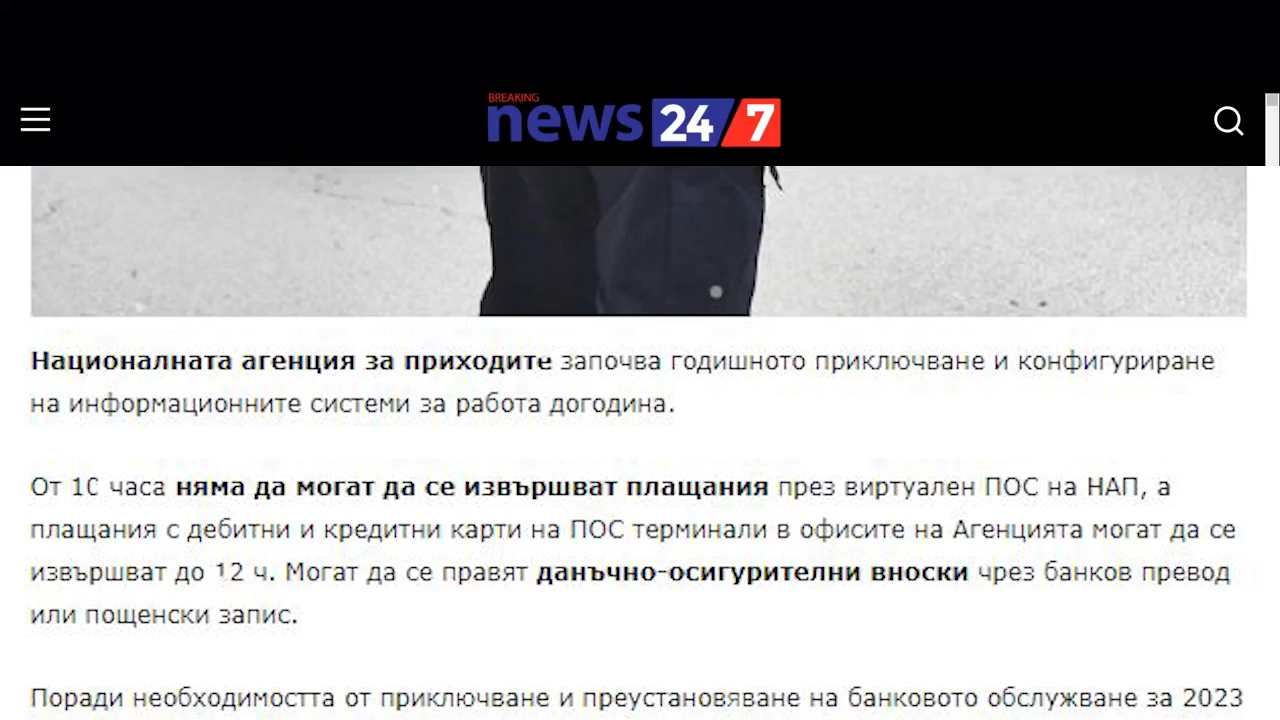 BREAKING
news 24/7
Националната агенция за приходите започва годишното приключване и конфигуриране
на информационните системи за работа догодина.
От 10 часа няма да могат да се извършват плащания през виртуален ПОС на НАП, а
плащания с дебитни и кредитни карти на ПОС терминали в офисите на Агенцията могат да се
извършват до 12 ч. Могат да се правят данъчно-осигурителни вноски чрез банков превод
или пощенски запис.
Поради необходимостта от приключване и преустановяване на банковото обслужване за 2023